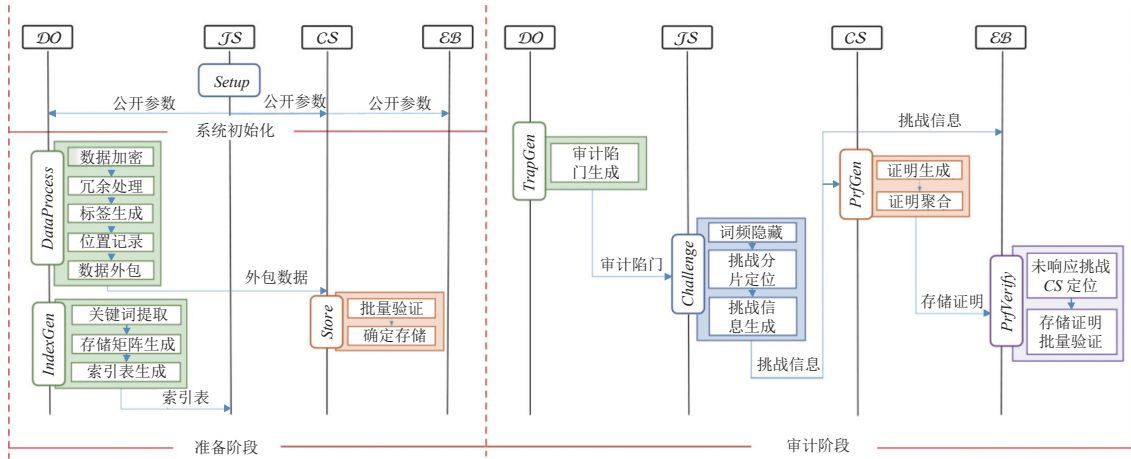 DO
TS
CS
EB
Setup
公开参数
公开参数
公开参数
系统初始化
DataProcess
数据加密
冗余处理
标签生成
位置记录
数据外包
外包数据
IndexGen
关键词提取
存储矩阵生成
索引表生成
Store
批量验证
确定存储
索引表
准备阶段
DO
TS
CS
EB
挑战信息
TrapGen
审计陷
门生成
PrfGen
证明生成
证明聚合
审计陷门
Challenge
词频隐藏
挑战分
片定位
挑战信
息生成
存储证明
PrfVerify
未响应挑战
CS 定位
存储证明
批量验证
挑战信息
审计阶段